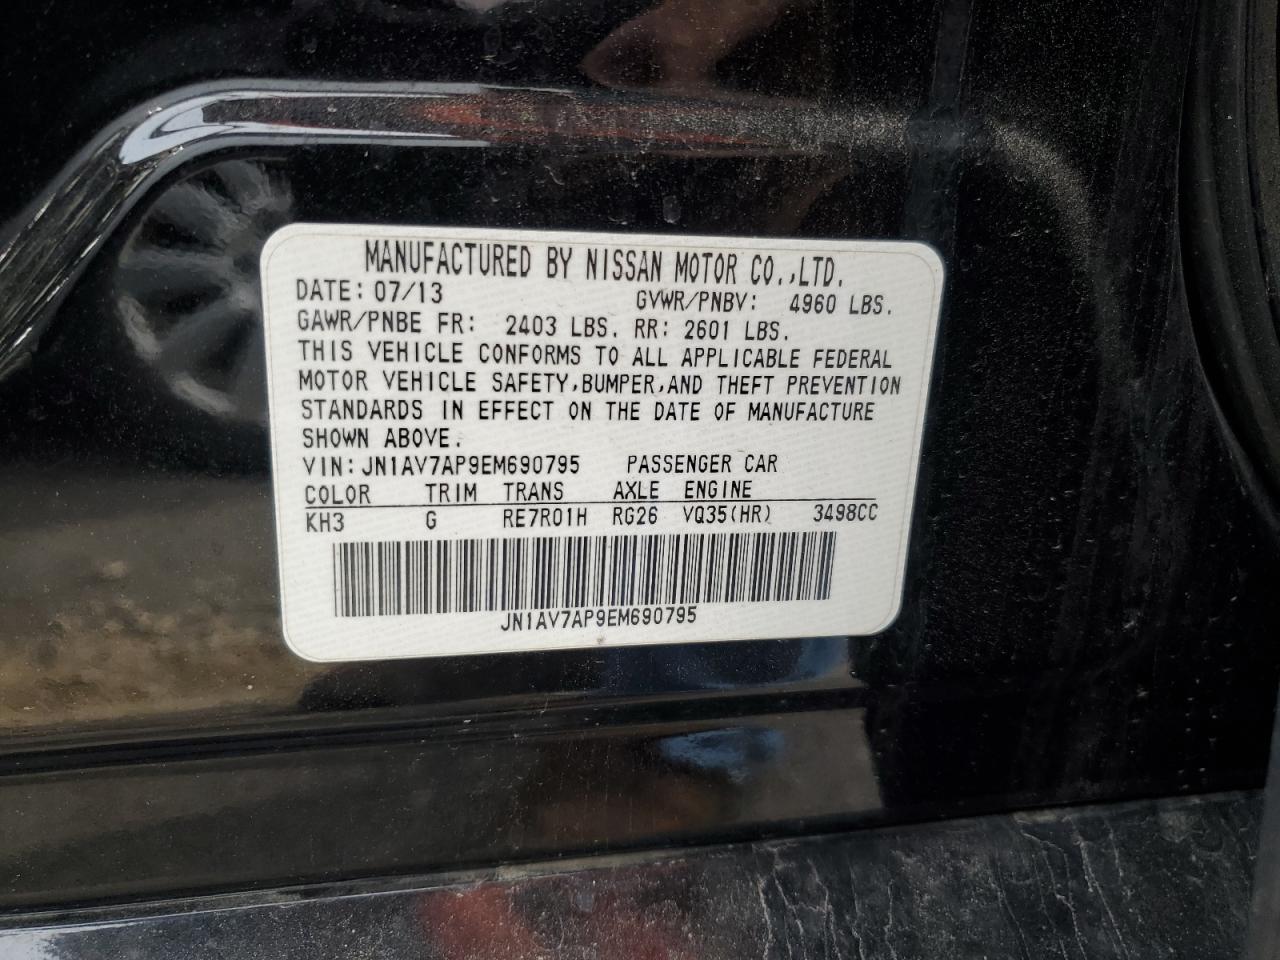 MANUFACTURED BY NISSAN MOTOR CO.,LTD.
DATE: 07/13 GVWR/PNBV: 4960 LBS.
GAWR/PNBE FR: 2403 LBS. RR: 2601 LBS.
THIS VEHICLE CONFORMS TO ALL APPLICABLE FEDERAL
MOTOR VEHICLE SAFETY,BUMPER,AND THEFT PREVENTION
STANDARDS IN EFFECT ON THE DATE OF MANUFACTURE
SHOWN ABOVE.
VIN: JN1AV7AP9EM690795 PASSENGER CAR
COLOR TRIM TRANS AXLE ENGINE
KH3 G RE7R01H RG26 VQ35(HR) 3498CC
JN1AV7AP9EM690795